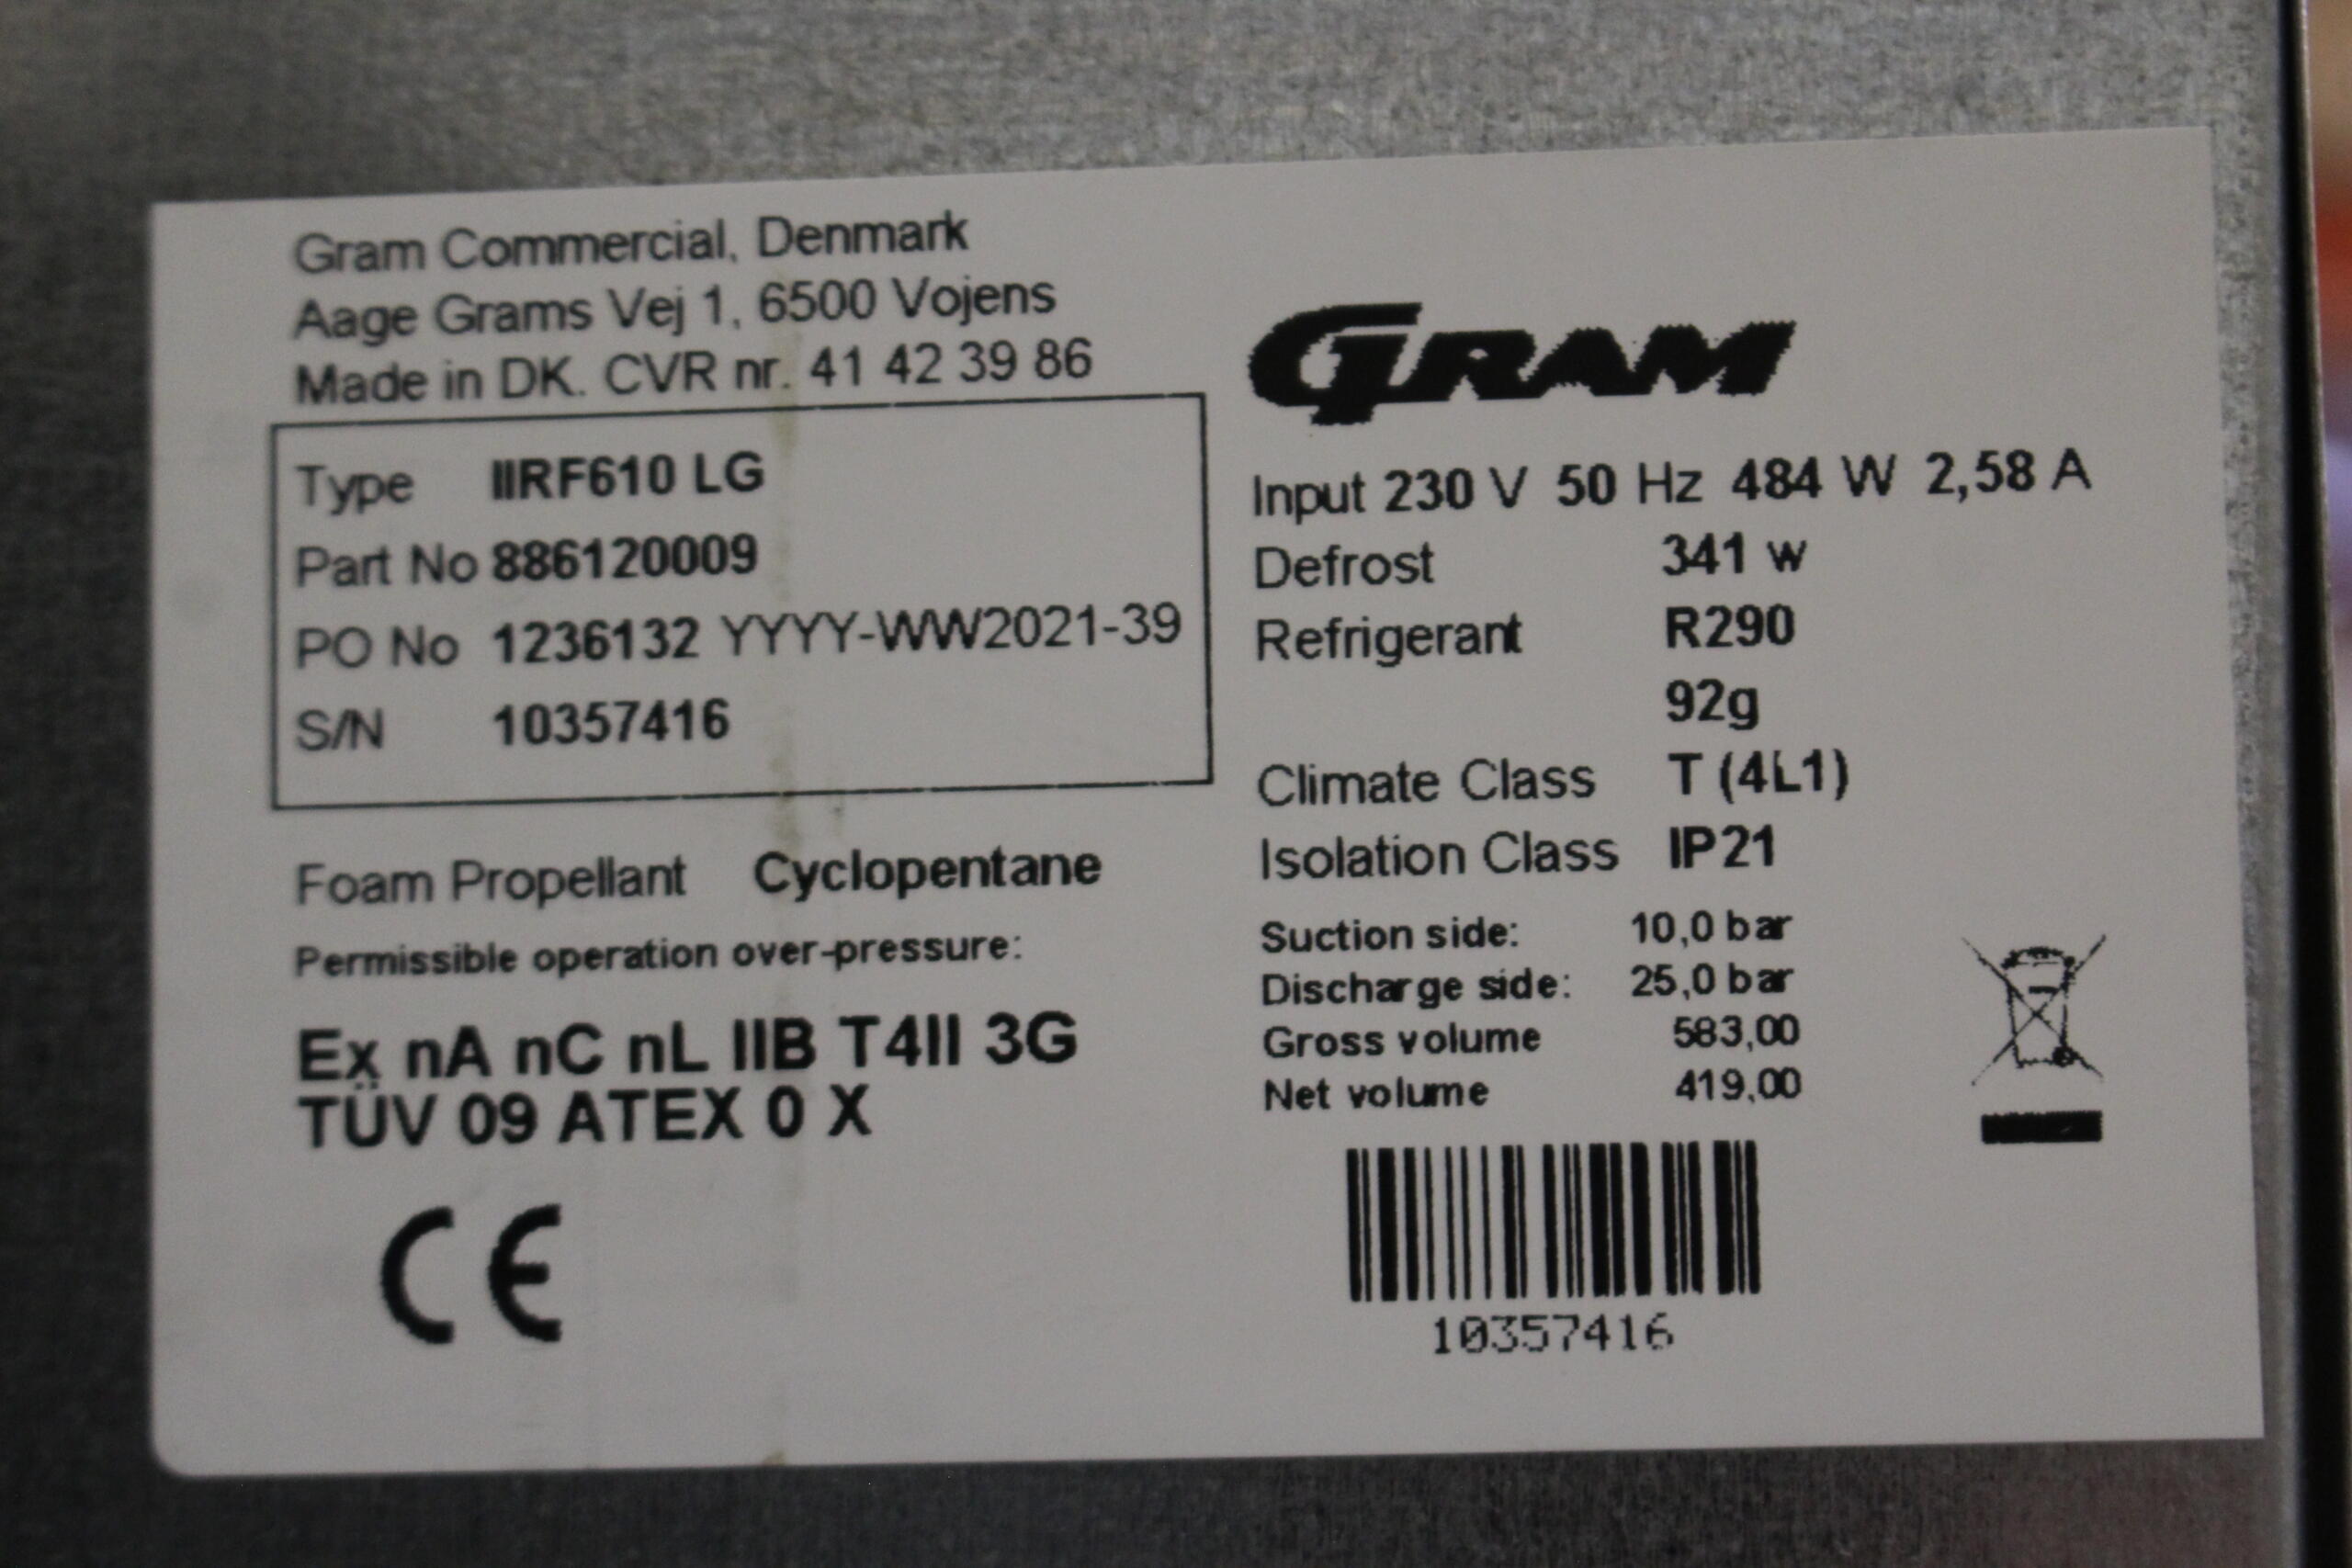 Gram Commercial, Denmark
Aage Grams Vej 1, 6500 Vojens
Made in DK. CVR nr. 41 42 39 86
Type IIRF610 LG
Part No 886120009
PO No 1236132 YYYY-WW2021-39
S/N 10357416
Foam Propellant Cyclopentane
Permissible operation over-pressure:
Ex nA nC nL IIB T4II 3G
TÜV 09 ATEX 0 X
CE
GRAM
Input 230 V 50 Hz 484 W 2,58 A
Defrost 341 w
Refrigerant R290
92g
Climate Class T (4L1)
Isolation Class IP21
Suction side: 10,0 bar
Discharge side: 25,0 bar
Gross volume 583,00
Net volume 419,00
10357416